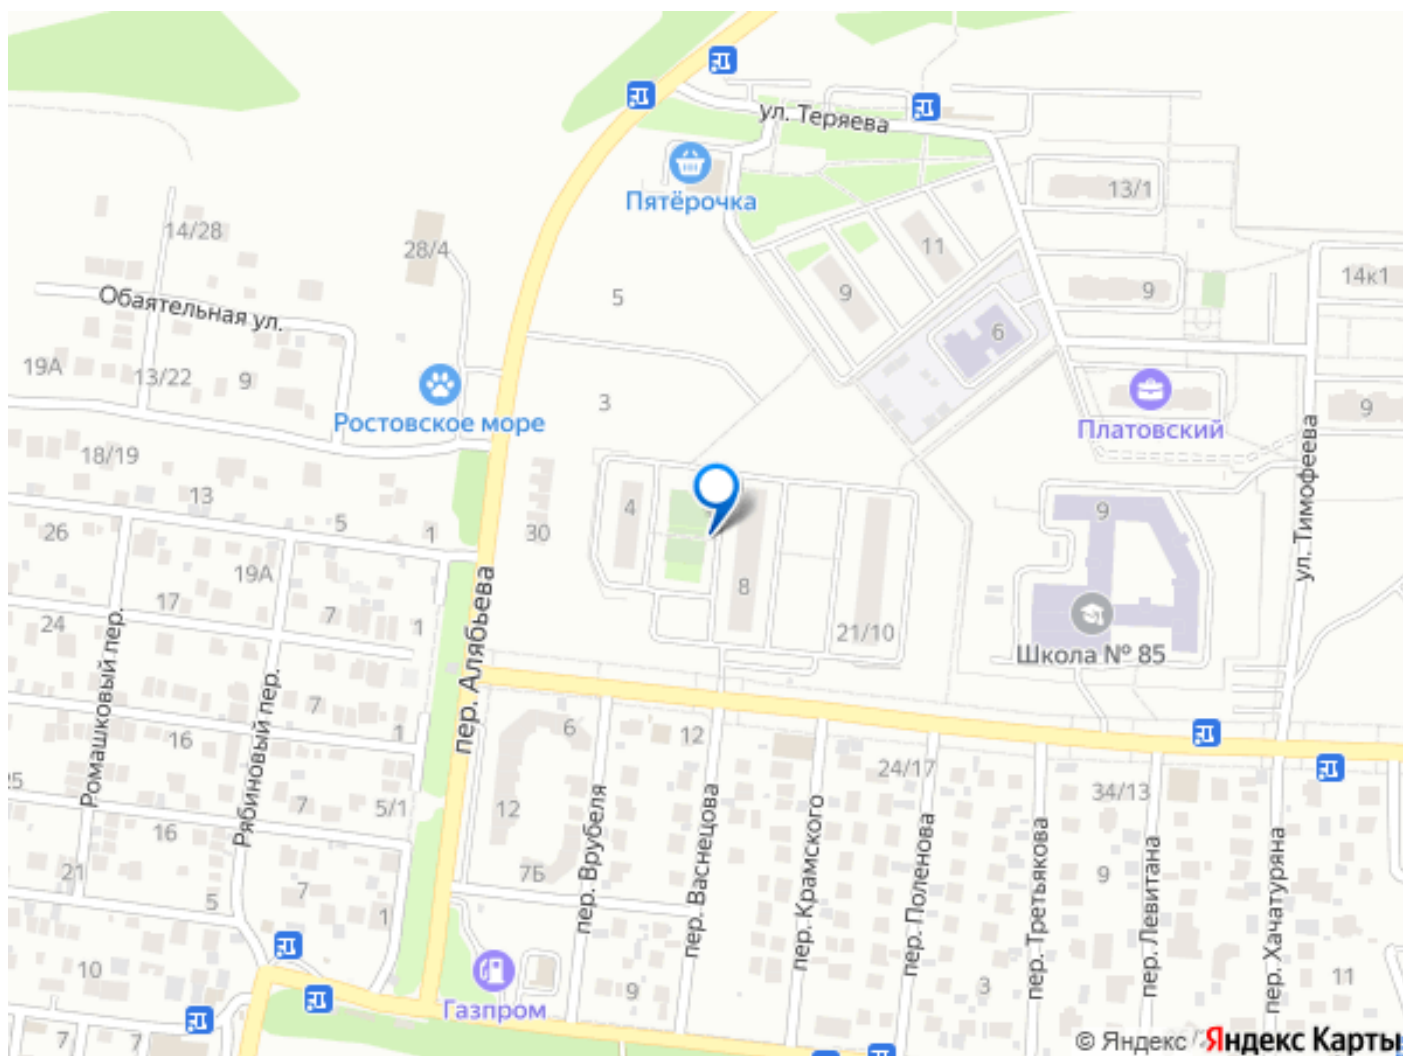 ул. Теряева
Пятёрочка
13/1
14/28
28/4
11
14к1
5
9
9
Обаятельная ул.
6
19А
13/22
9
Ростовское море
3
Платовский
9
18/19
13
4
9
ул. Тимофеева
26
5
1
30
19А
8
21/10
17
7
1
24
Школа № 85
пер. Алябьева
Ромашковый пер.
Рябиновый пер.
7
1
16
6
12
24/17
34/13
25
7
5/1
12
16
7Б
пер. Врубеля
пер. Васнецова
пер. Крамского
пер. Поленова
пер. Третьякова
9
пер. Левитана
пер. Хачатуряна
21
5
7
1
10
Газпром
9
3
11
7
7
© Яндекс
Яндекс Карты